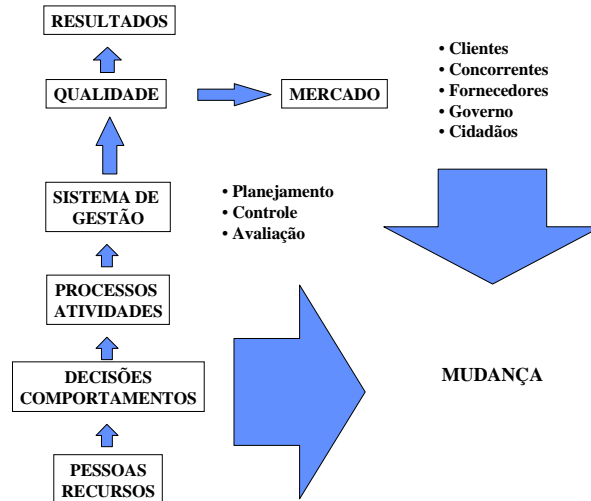 RESULTADOS
QUALIDADE
MERCADO
• Clientes
• Concorrentes
• Fornecedores
• Governo
• Cidadãos
SISTEMA DE
GESTÃO
• Planejamento
• Controle
• Avaliação
PROCESSOS
ATIVIDADES
DECISÕES
COMPORTAMENTOS
MUDANÇA
PESSOAS
RECURSOS